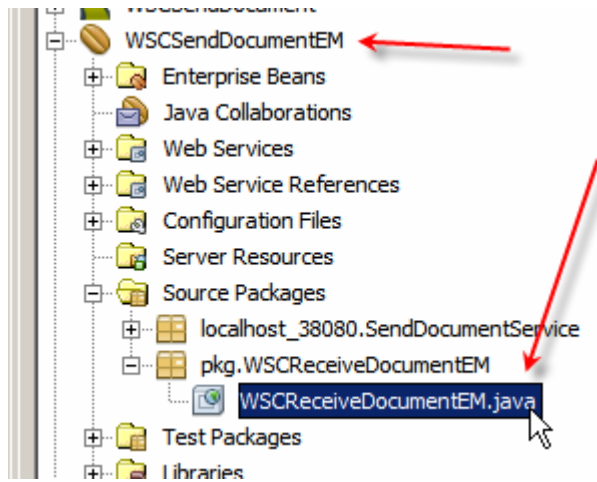 WSCSendDocument
WSCSendDocumentEM
Enterprise Beans
Java Collaborations
Web Services
Web Service References
Configuration Files
Server Resources
Source Packages
localhost_38080.SendDocumentService
pkg.WSCReceiveDocumentEM
WSCReceiveDocumentEM.java
Test Packages
Libraries